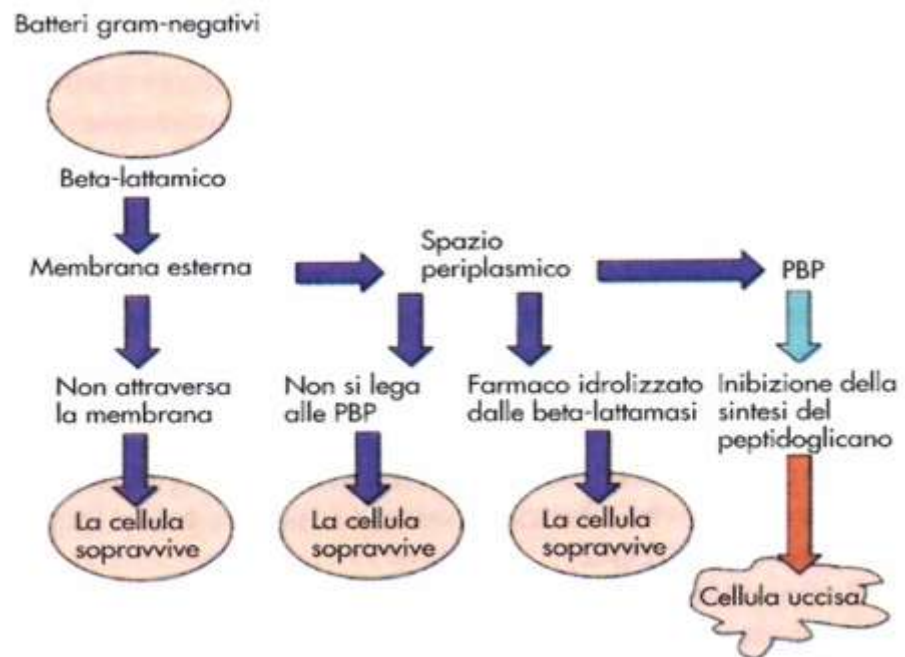 Batteri gram-negativi
Beta-lattamico
Membrana esterna
Spazio
periplasmico
PBP
Non attraversa
la membrana
Non si lega
alle PBP
Farmaco idrolizzato
dalle beta-lattamasi
Inibizione della
sintesi del
peptidoglicano
La cellula
sopravvive
La cellula
sopravvive
La cellula
sopravvive
Cellula uccisa